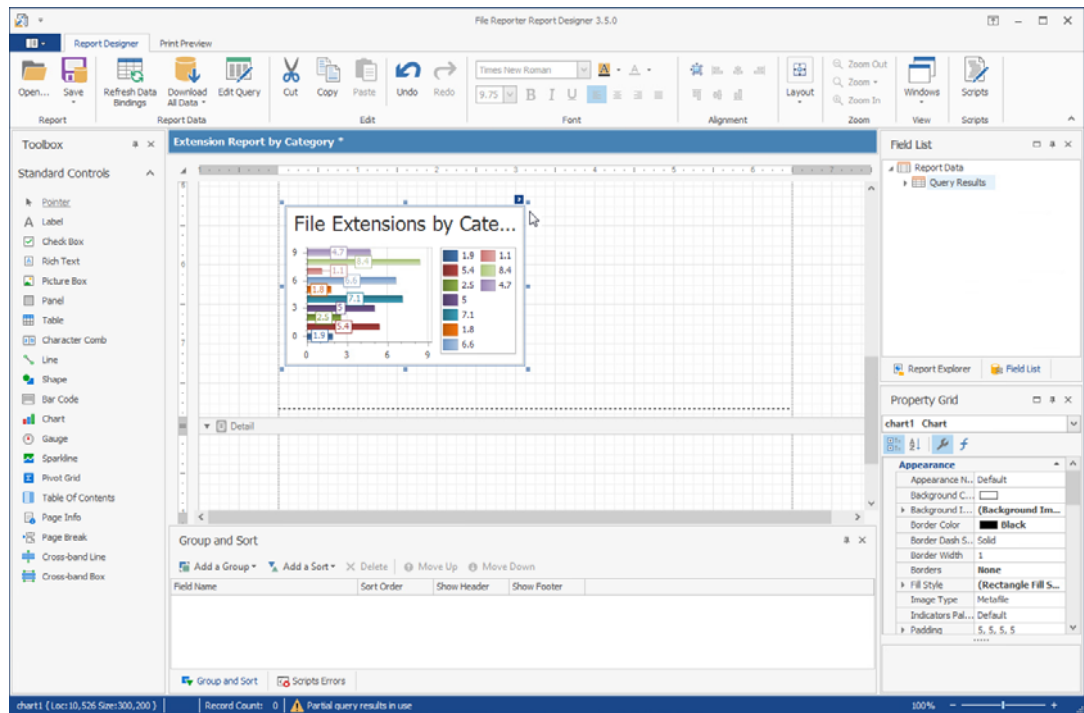 File Reporter Report Designer 3.5.0
Report Designer Print Preview
Open... Save Refresh Data Bindings Download All Data Edit Query Cut Copy Paste Undo Redo Times New Roman 9.75 B I U Layout Zoom Out Zoom Zoom In Windows Scripts
Report Report Data Edit Font Alignment Zoom View Scripts
Toolbox
Standard Controls
Pointer
A Label
Check Box
Rich Text
Picture Box
Panel
Table
Character Comb
Line
Shape
Bar Code
Chart
Gauge
Sparkline
Pivot Grid
Table Of Contents
Page Info
Page Break
Cross-band Line
Cross-band Box
Extension Report by Category *
1 2 3 4 5 6 7
5
6
7
File Extensions by Cate...
9
6
3
0
0 3 6 9
4.7
8.4
1.1
6.6
1.8
7.1
5
2.5
5.4
1.9
1.9 1.1
5.4 8.4
2.5 4.7
5
7.1
1.8
6.6
Detail
Group and Sort
Add a Group Add a Sort Delete Move Up Move Down
Field Name Sort Order Show Header Show Footer
Group and Sort Scripts Errors
Field List
Report Data
Query Results
Report Explorer Field List
Property Grid
chart1 Chart
Appearance
Appearance N... Default
Background C...
Background I... (Background Im...
Border Color Black
Border Dash S... Solid
Border Width 1
Borders None
Fill Style (Rectangle Fill S...
Image Type Metafile
Indicators Pal... Default
Padding 5, 5, 5, 5
chart1 { Loc:10,526 Size:300,200 } Record Count: 0 Partial query results in use 100% - +